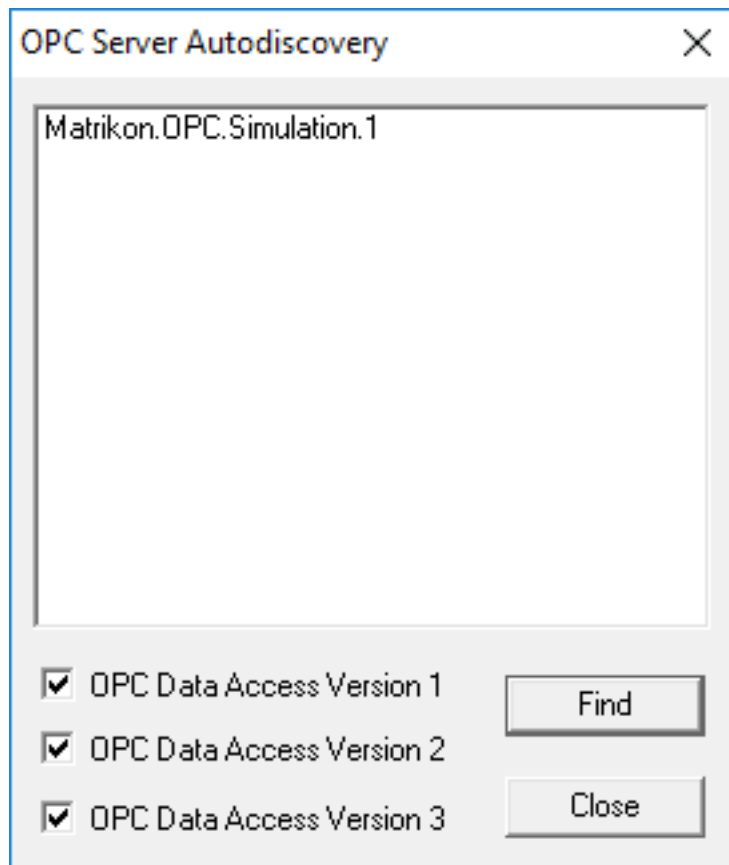 OPC Server Autodiscovery
Matrikon.OPC.Simulation.1
OPC Data Access Version 1
OPC Data Access Version 2
OPC Data Access Version 3
Find
Close